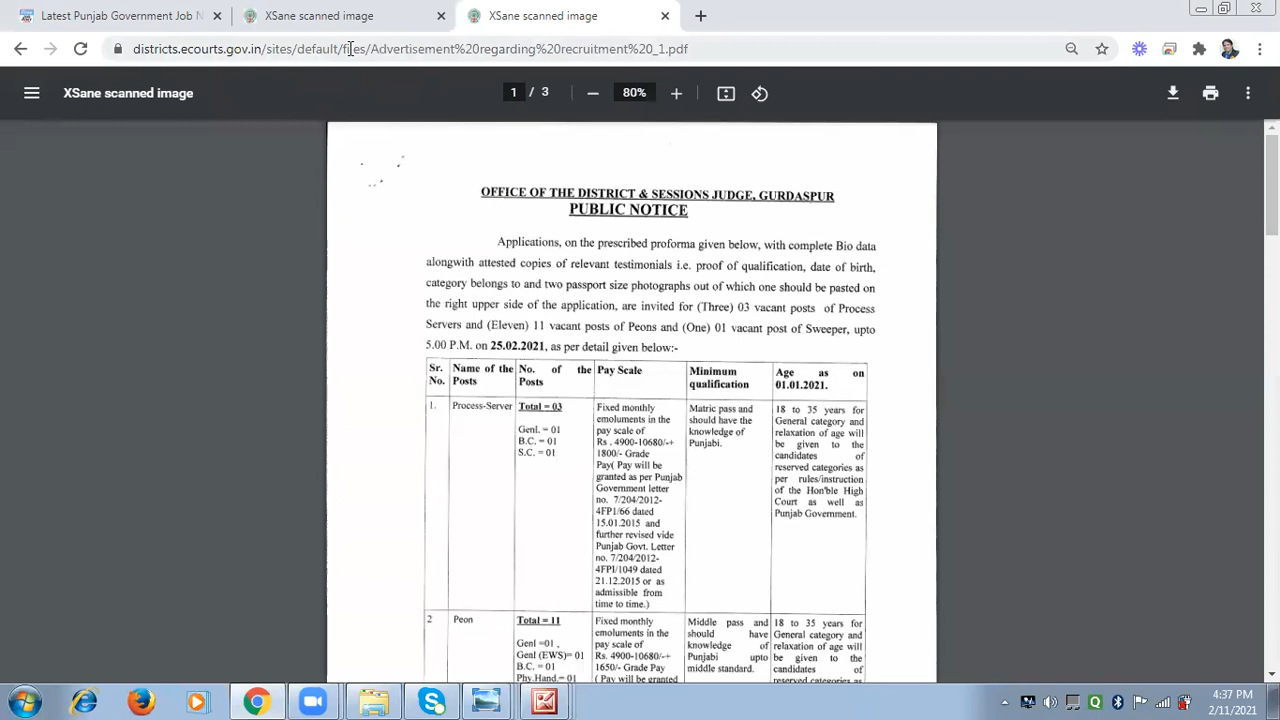 Latest Punjab Government Job N
XSane scanned image
XSane scanned image
districts.ecourts.gov.in/sites/default/files/Advertisement%20regarding%20recruitment%20_1.pdf
XSane scanned image
1 / 3
80%
OFFICE OF THE DISTRICT & SESSIONS JUDGE, GURDASPUR
PUBLIC NOTICE
Applications, on the prescribed proforma given below, with complete Bio data
alongwith attested copies of relevant testimonials i.e. proof of qualification, date of birth,
category belongs to and two passport size photographs out of which one should be pasted on
the right upper side of the application, are invited for (Three) 03 vacant posts of Process
Servers and (Eleven) 11 vacant posts of Peons and (One) 01 vacant post of Sweeper, upto
5.00 P.M. on 25.02.2021, as per detail given below:-
Sr. No.
Name of the Posts
No. of the Posts
Pay Scale
Minimum qualification
Age as on 01.01.2021.
1.
Process-Server
Total = 03
Genl. = 01
B.C. = 01
S.C. = 01
Fixed monthly
emoluments in the
pay scale of
Rs . 4900-10680/-+
1800/- Grade
Pay( Pay will be
granted as per Punjab
Government letter
no. 7/204/2012-
4FP1/66 dated
15.01.2015 and
further revised vide
Punjab Govt. Letter
no. 7/204/2012-
4FPI/1049 dated
21.12.2015 or as
admissible from
time to time.)
Matric pass and
should have the
knowledge of
Punjabi.
18 to 35 years for
General category and
relaxation of age will
be given to the
candidates of
reserved categories as
per rules/instruction
of the Hon'ble High
Court as well as
Punjab Government.
2
Peon
Total = 11
Genl =01 ,
Genl (EWS)= 01
B.C. = 01
Phy.Hand.= 01
Fixed monthly
emoluments in the
pay scale of
Rs. 4900-10680/-+
1650/- Grade Pay
( Pay will be granted
Middle pass and
should have
knowledge of
Punjabi upto
middle standard.
18 to 35 years for
General category and
relaxation of age will
be given to the
candidates of
reserved categories as
4:37 PM
2/11/2021